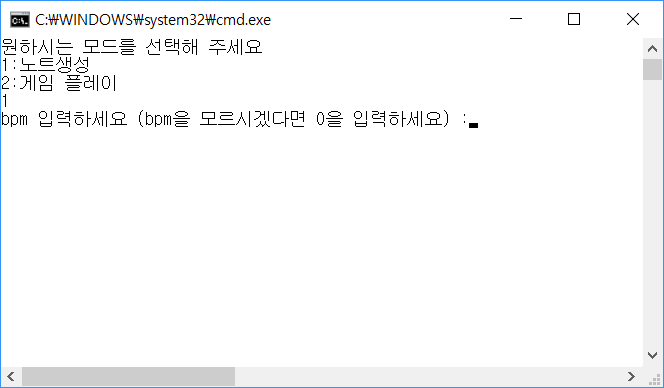 C:₩WINDOWS₩system32₩cmd.exe
원하시는 모드를 선택해 주세요
1:노트생성
2:게임 플레이
1
bpm 입력하세요 (bpm을 모르시겠다면 0을 입력하세요) :